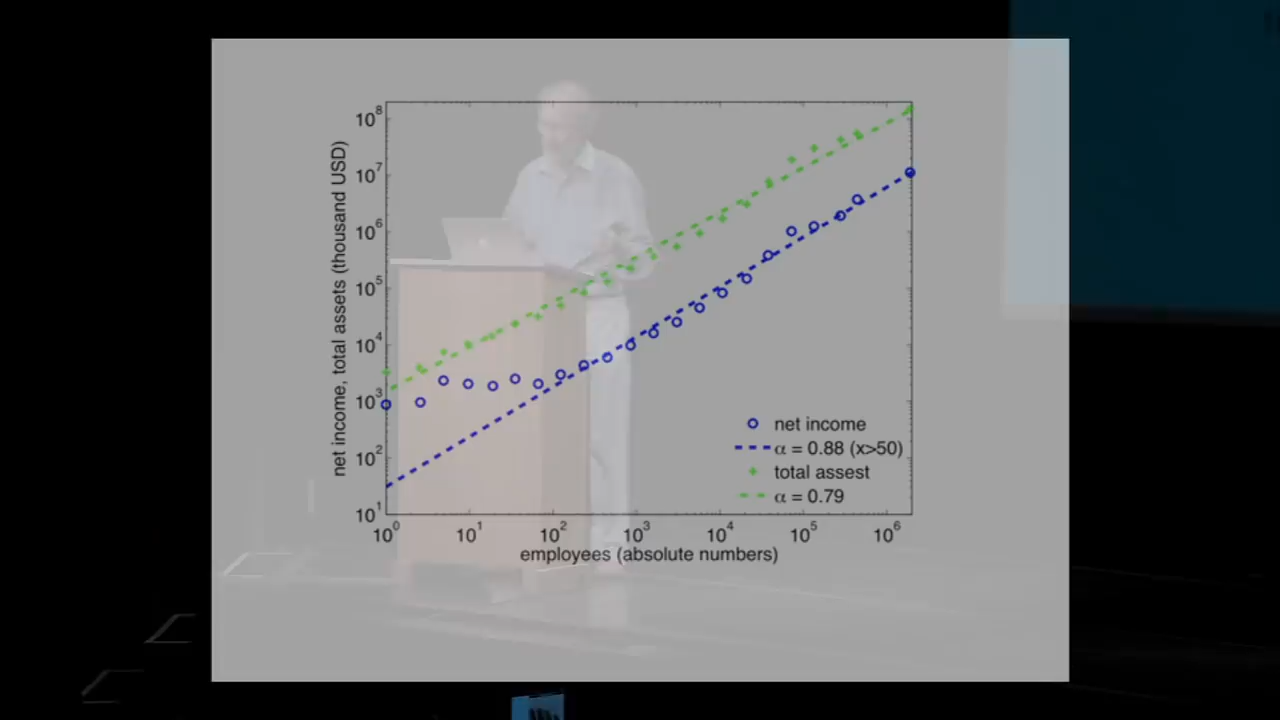 net income, total assets (thousand USD)
10^8
10^7
10^6
10^5
10^4
10^3
10^2
10^1
10^0 10^1 10^2 10^3 10^4 10^5 10^6
employees (absolute numbers)
net income
α = 0.88 (x>50)
total assest
α = 0.79